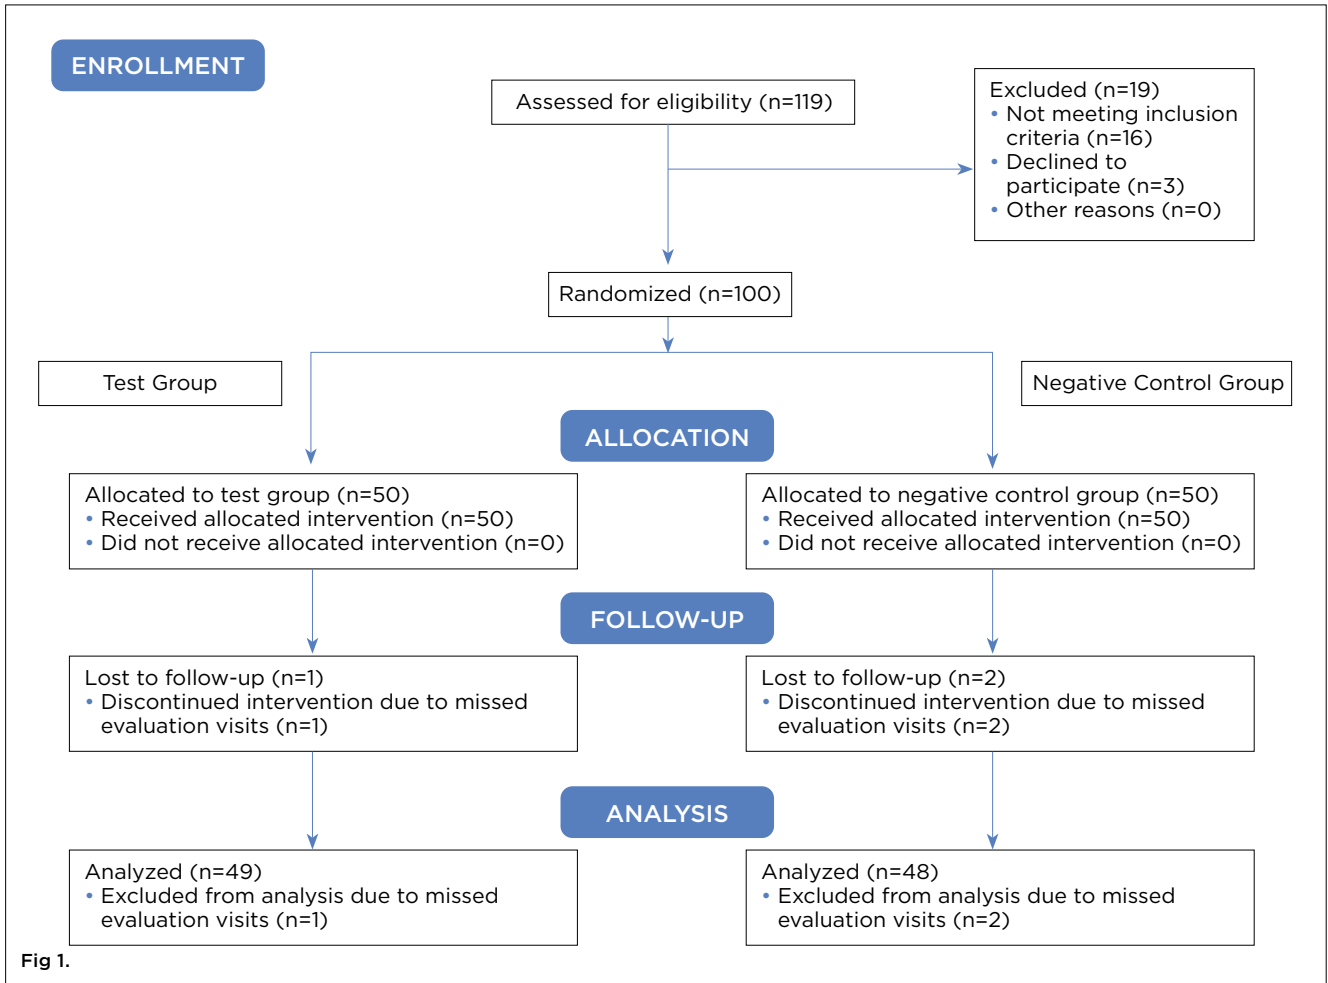 ENROLLMENT
Assessed for eligibility (n=119)
Excluded (n=19)
• Not meeting inclusion
criteria (n=16)
• Declined to
participate (n=3)
• Other reasons (n=0)
Randomized (n=100)
Test Group
Negative Control Group
ALLOCATION
Allocated to test group (n=50)
• Received allocated intervention (n=50)
• Did not receive allocated intervention (n=0)
Allocated to negative control group (n=50)
• Received allocated intervention (n=50)
• Did not receive allocated intervention (n=0)
FOLLOW-UP
Lost to follow-up (n=1)
• Discontinued intervention due to missed
evaluation visits (n=1)
Lost to follow-up (n=2)
• Discontinued intervention due to missed
evaluation visits (n=2)
ANALYSIS
Analyzed (n=49)
• Excluded from analysis due to missed
evaluation visits (n=1)
Analyzed (n=48)
• Excluded from analysis due to missed
evaluation visits (n=2)
Fig 1.